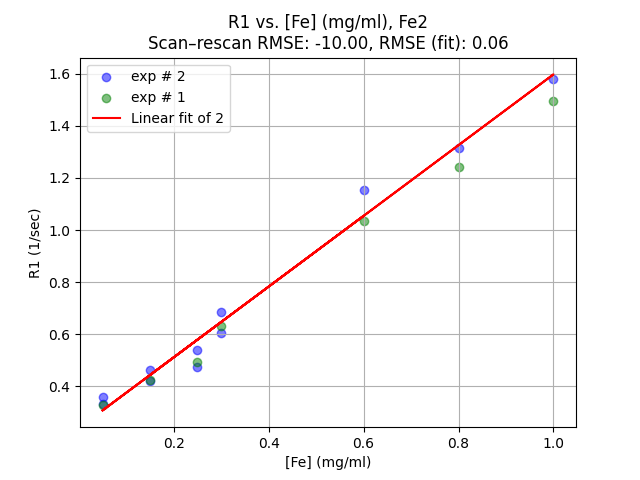 R1 vs. [Fe] (mg/ml), Fe2
Scan–rescan RMSE: -10.00, RMSE (fit): 0.06
exp # 2
exp # 1
Linear fit of 2
R1 (1/sec)
1.6
1.4
1.2
1.0
0.8
0.6
0.4
0.2 0.4 0.6 0.8 1.0
[Fe] (mg/ml)